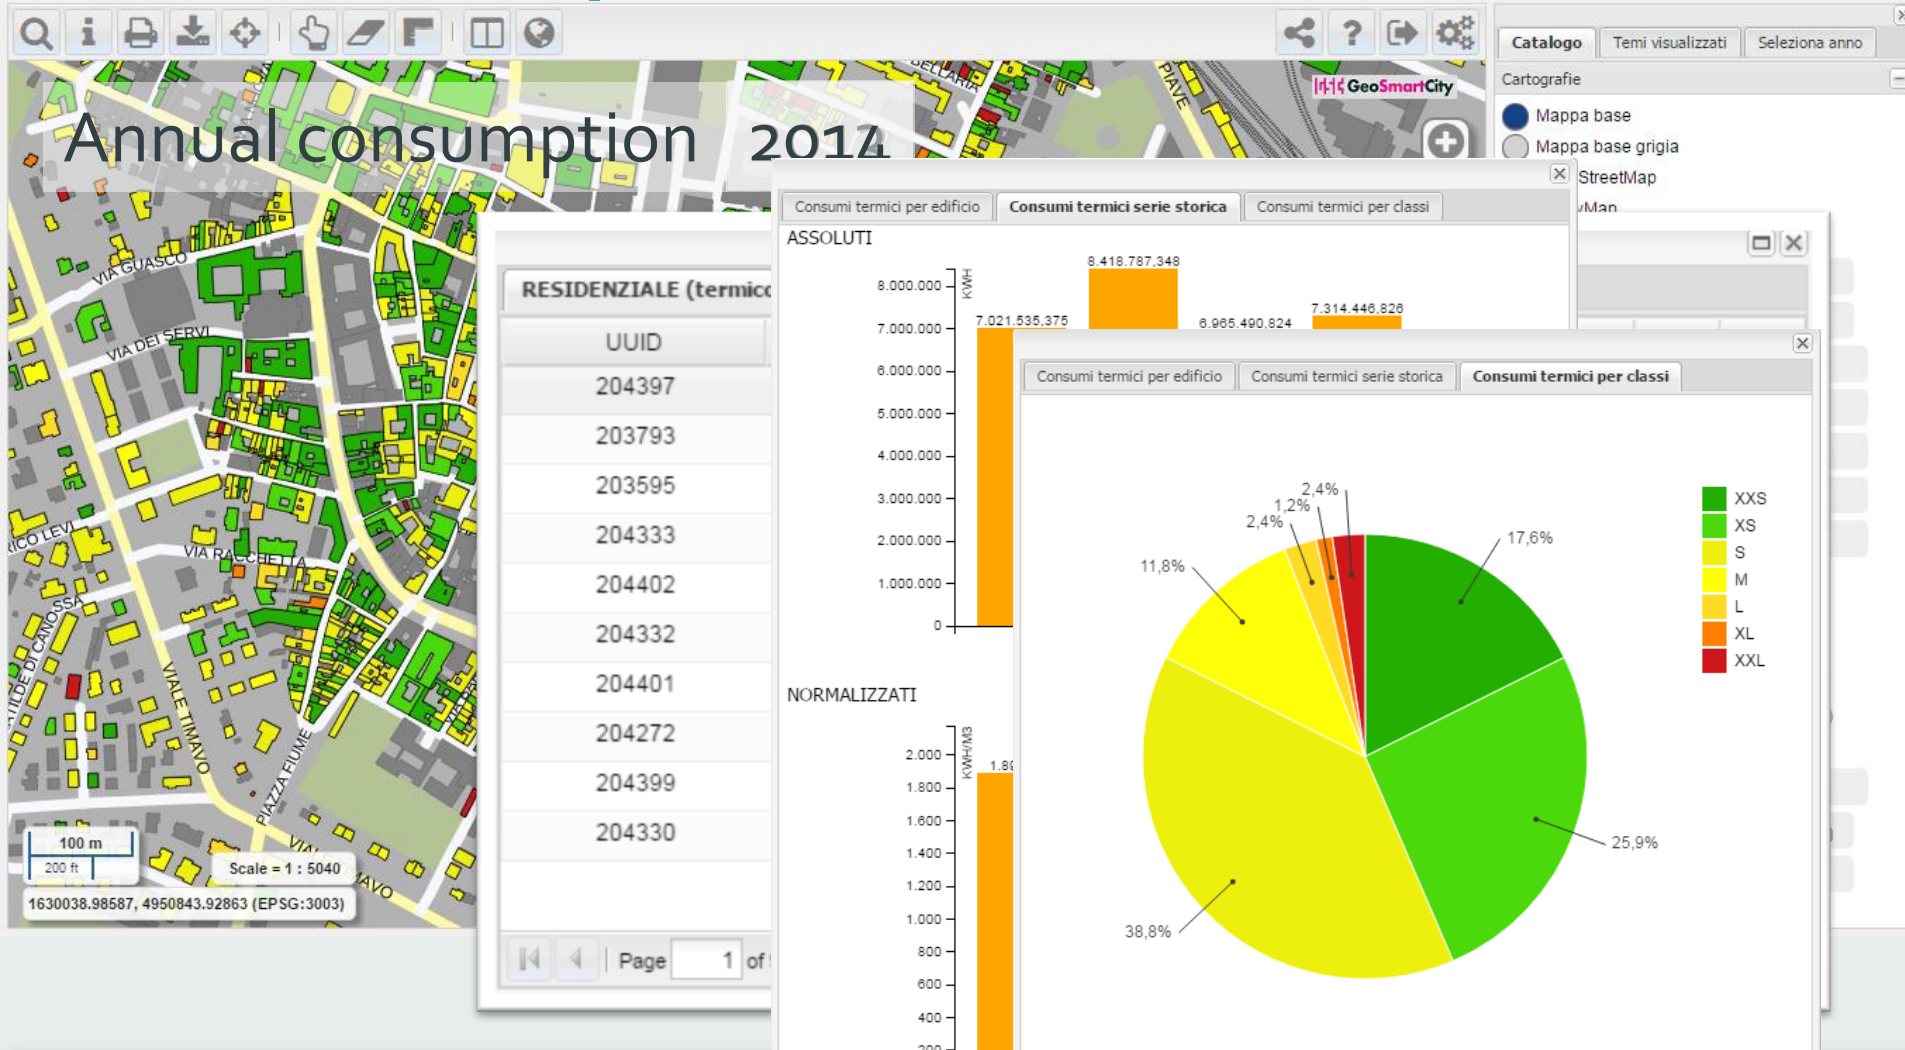 Catalogo
Temi visualizzati
Seleziona anno
Cartografie
Mappa base
Mappa base grigia
StreetMap
GeoSmartCity
Annual consumption 2014
BELLARIA
PIAVE
VIA GUASCO
VIA DEI SERVI
VIA RACCHETTA
VIALE TIMAVO
PIAZZA FIUME
100 m
200 ft
Scale = 1 : 5040
1630038.98587, 4950843.92863 (EPSG:3003)
RESIDENZIALE (termico
UUID
204397
203793
203595
204333
204402
204332
204401
204272
204399
204330
Page 1 of
Consumi termici per edificio
Consumi termici serie storica
Consumi termici per classi
ASSOLUTI
KWH
8.000.000
7.000.000
6.000.000
5.000.000
4.000.000
3.000.000
2.000.000
1.000.000
0
7.021.535,375
8.418.787,348
6.965.490,824
7.314.446,826
NORMALIZZATI
KWH/M3
2.000
1.800
1.600
1.400
1.200
1.000
800
600
400
Consumi termici per edificio
Consumi termici serie storica
Consumi termici per classi
2,4%
1,2%
2,4%
11,8%
17,6%
25,9%
38,8%
XXS
XS
S
M
L
XL
XXL